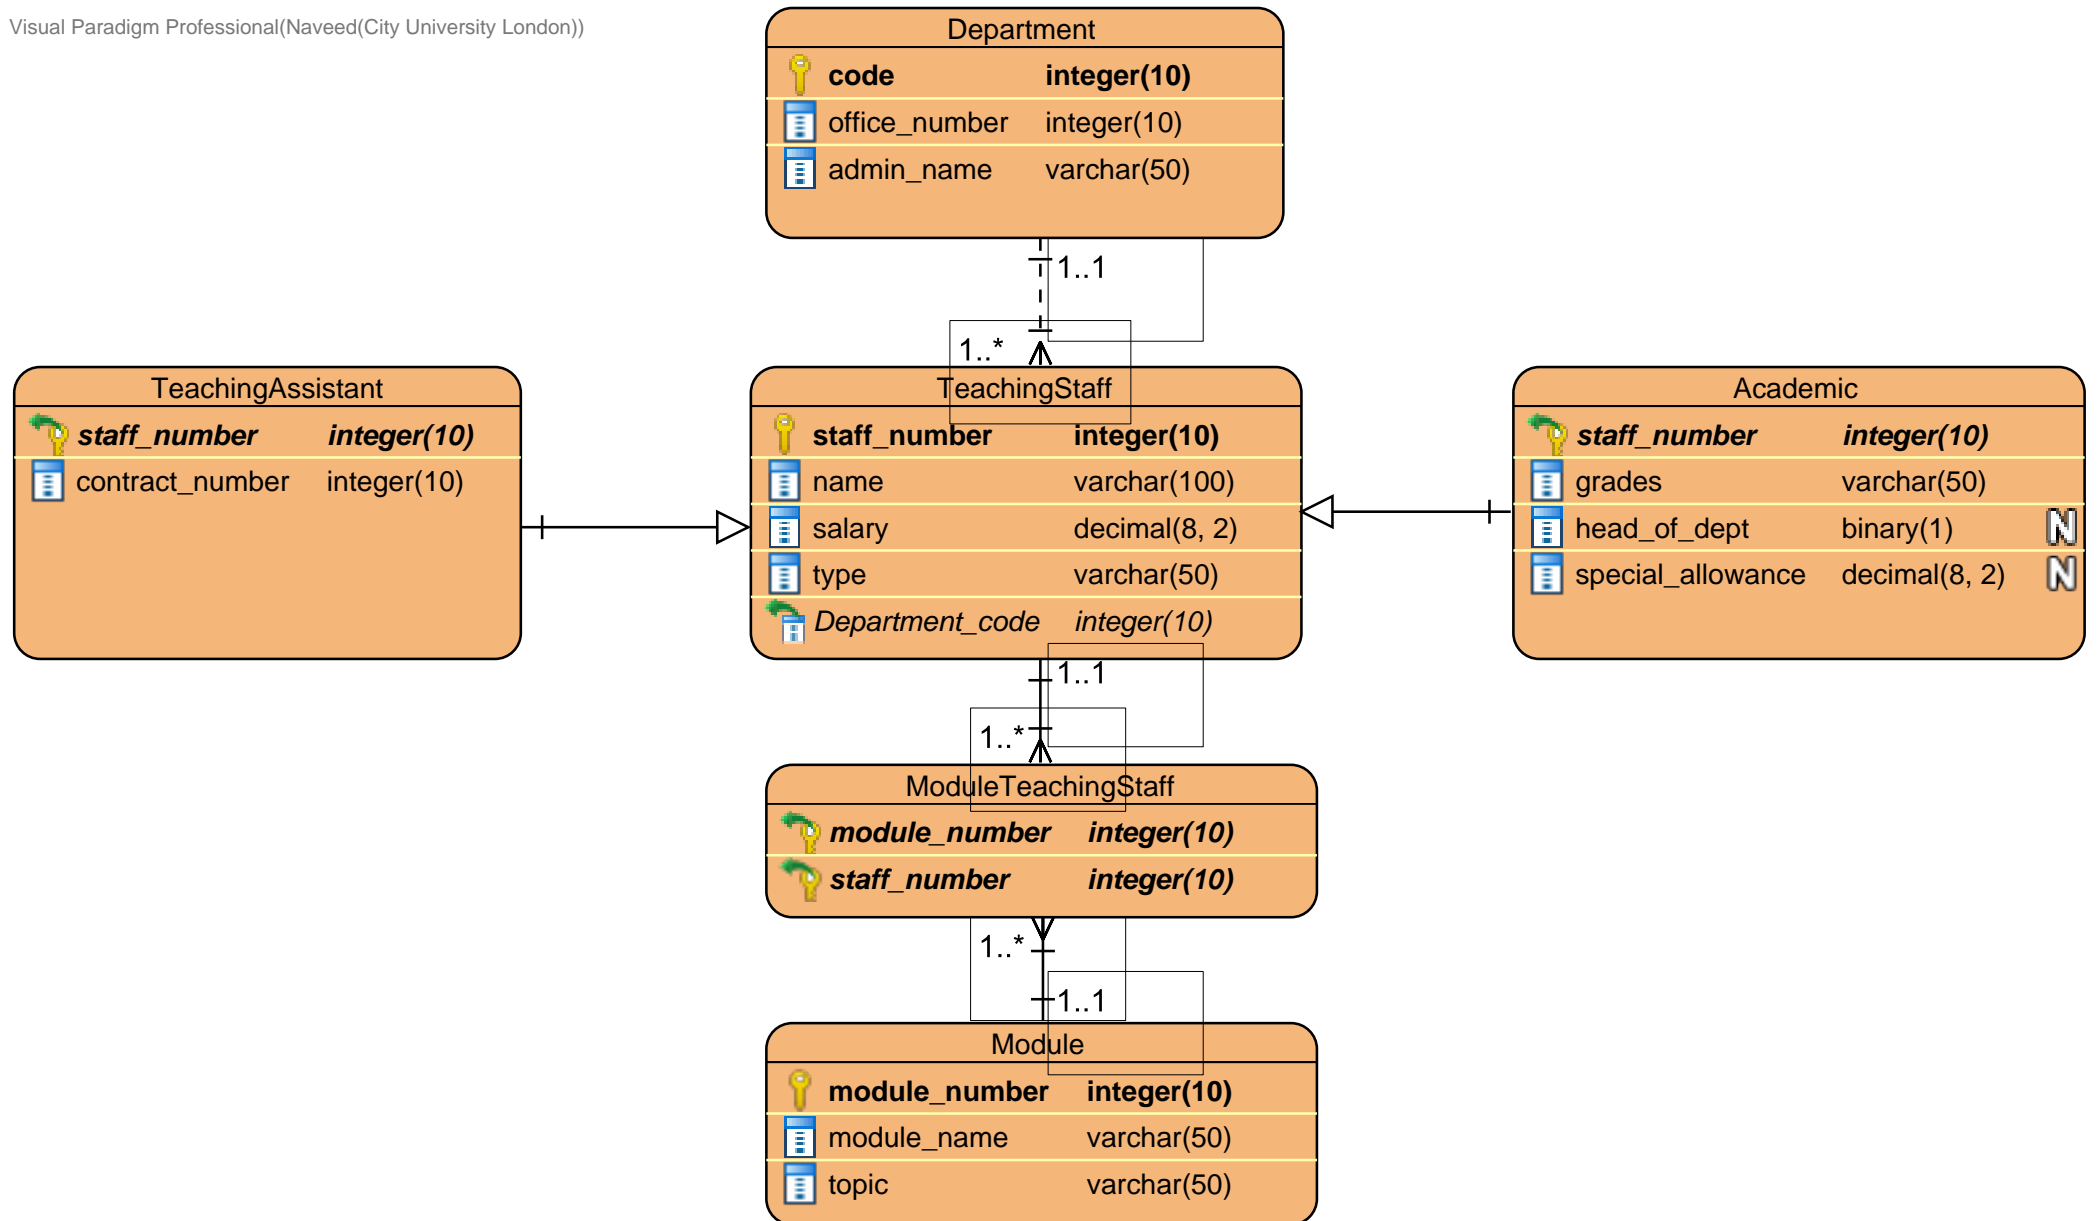 Visual Paradigm Professional(Naveed(City University London))
Department
code integer(10)
office_number integer(10)
admin_name varchar(50)
1..1
1..*
TeachingAssistant
staff_number integer(10)
contract_number integer(10)
TeachingStaff
staff_number integer(10)
name varchar(100)
salary decimal(8, 2)
type varchar(50)
Department_code integer(10)
Academic
staff_number integer(10)
grades varchar(50)
head_of_dept binary(1) N
special_allowance decimal(8, 2) N
1..1
1..*
ModuleTeachingStaff
module_number integer(10)
staff_number integer(10)
1..*
1..1
Module
module_number integer(10)
module_name varchar(50)
topic varchar(50)